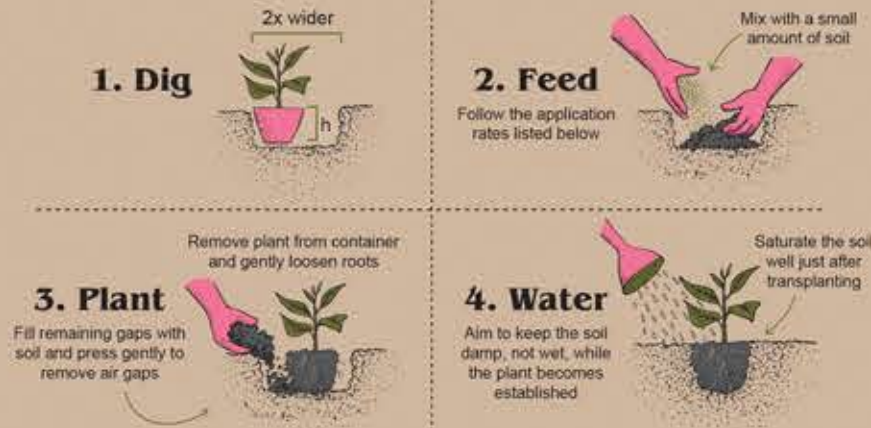 2x wider
1. Dig
h
Mix with a small
amount of soil
2. Feed
Follow the application
rates listed below
Remove plant from container
and gently loosen roots
3. Plant
Fill remaining gaps with
soil and press gently to
remove air gaps
Saturate the soil
well just after
transplanting
4. Water
Aim to keep the soil
damp, not wet, while
the plant becomes
established